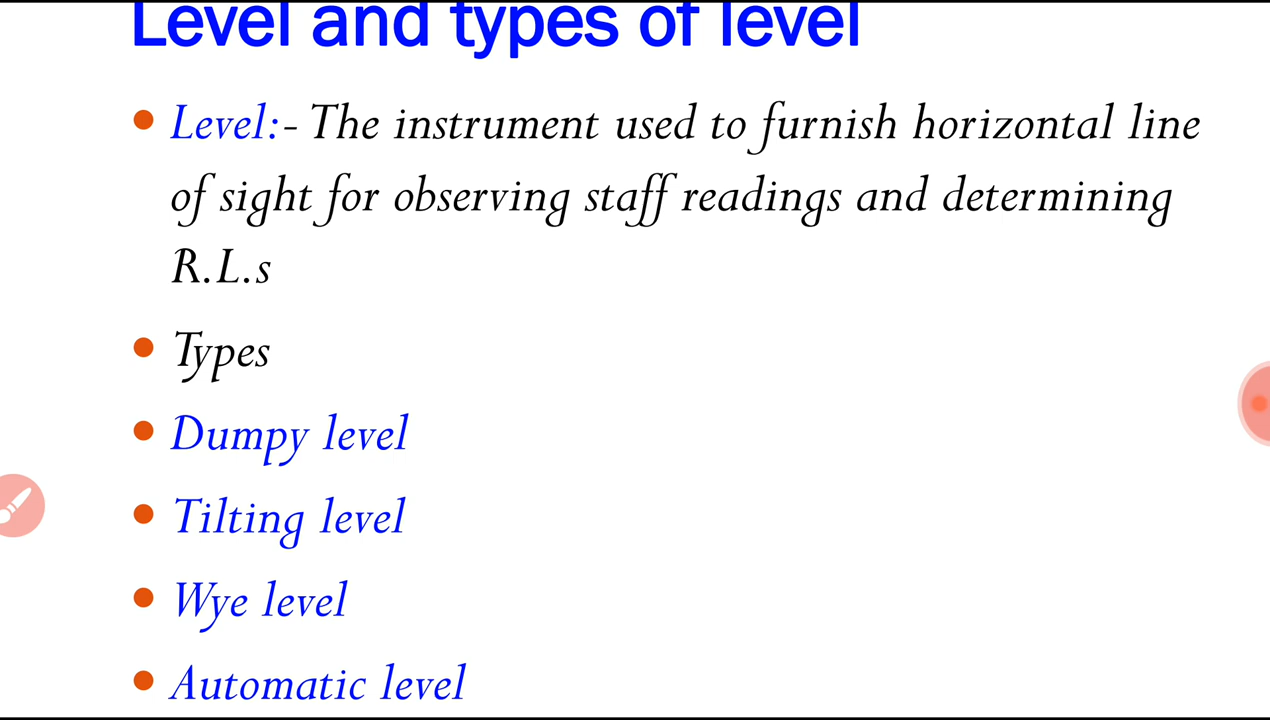 Level and types of level
Level:- The instrument used to furnish horizontal line
of sight for observing staff readings and determining
R.L.s
Types
Dumpy level
Tilting level
Wye level
Automatic level